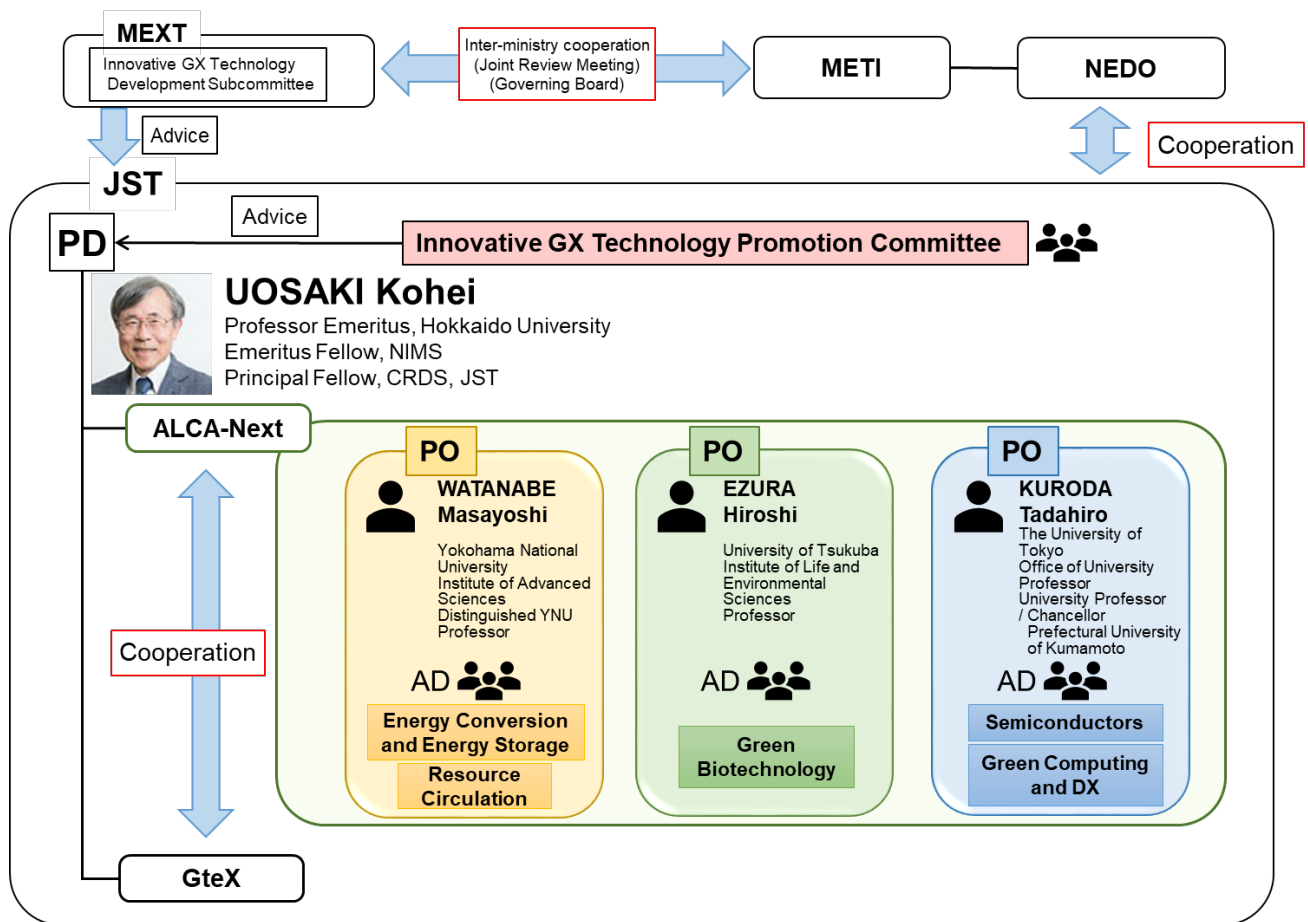 MEXT
Innovative GX Technology
Development Subcommittee
Inter-ministry cooperation
(Joint Review Meeting)
(Governing Board)
METI
NEDO
Advice
Cooperation
JST
PD
Advice
Innovative GX Technology Promotion Committee
UOSAKI Kohei
Professor Emeritus, Hokkaido University
Emeritus Fellow, NIMS
Principal Fellow, CRDS, JST
ALCA-Next
PO
WATANABE
Masayoshi
Yokohama National
University
Institute of Advanced
Sciences
Distinguished YNU
Professor
AD
Energy Conversion
and Energy Storage
Resource
Circulation
PO
EZURA
Hiroshi
University of Tsukuba
Institute of Life and
Environmental
Sciences
Professor
AD
Green
Biotechnology
PO
KURODA
Tadahiro
The University of
Tokyo
Office of University
Professor
University Professor
/ Chancellor
Prefectural University
of Kumamoto
AD
Semiconductors
Green Computing
and DX
Cooperation
GteX